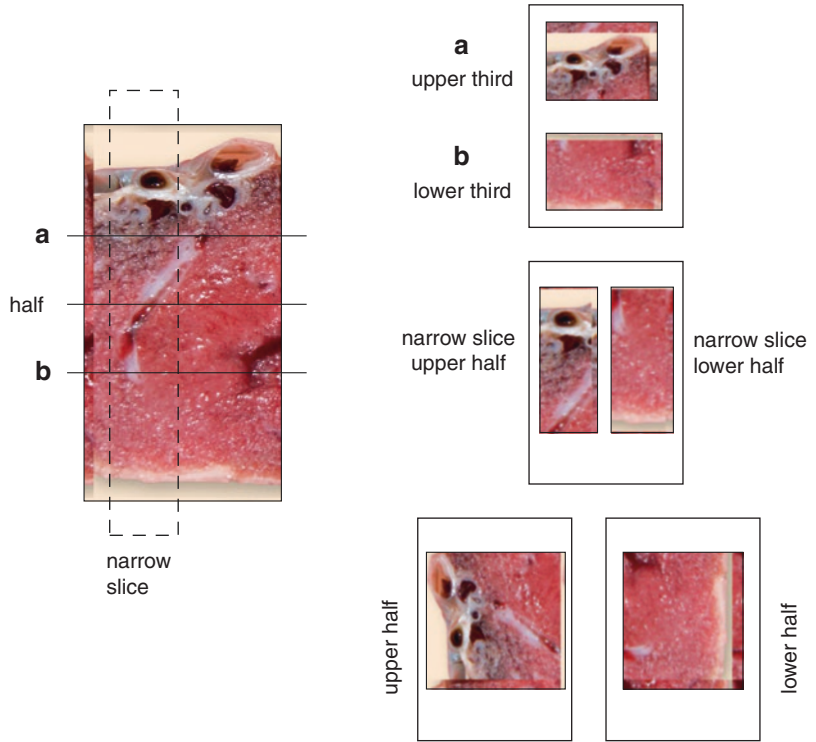 a
half
b
narrow
slice
a
upper third
b
lower third
narrow slice
upper half
narrow slice
lower half
upper half
lower half